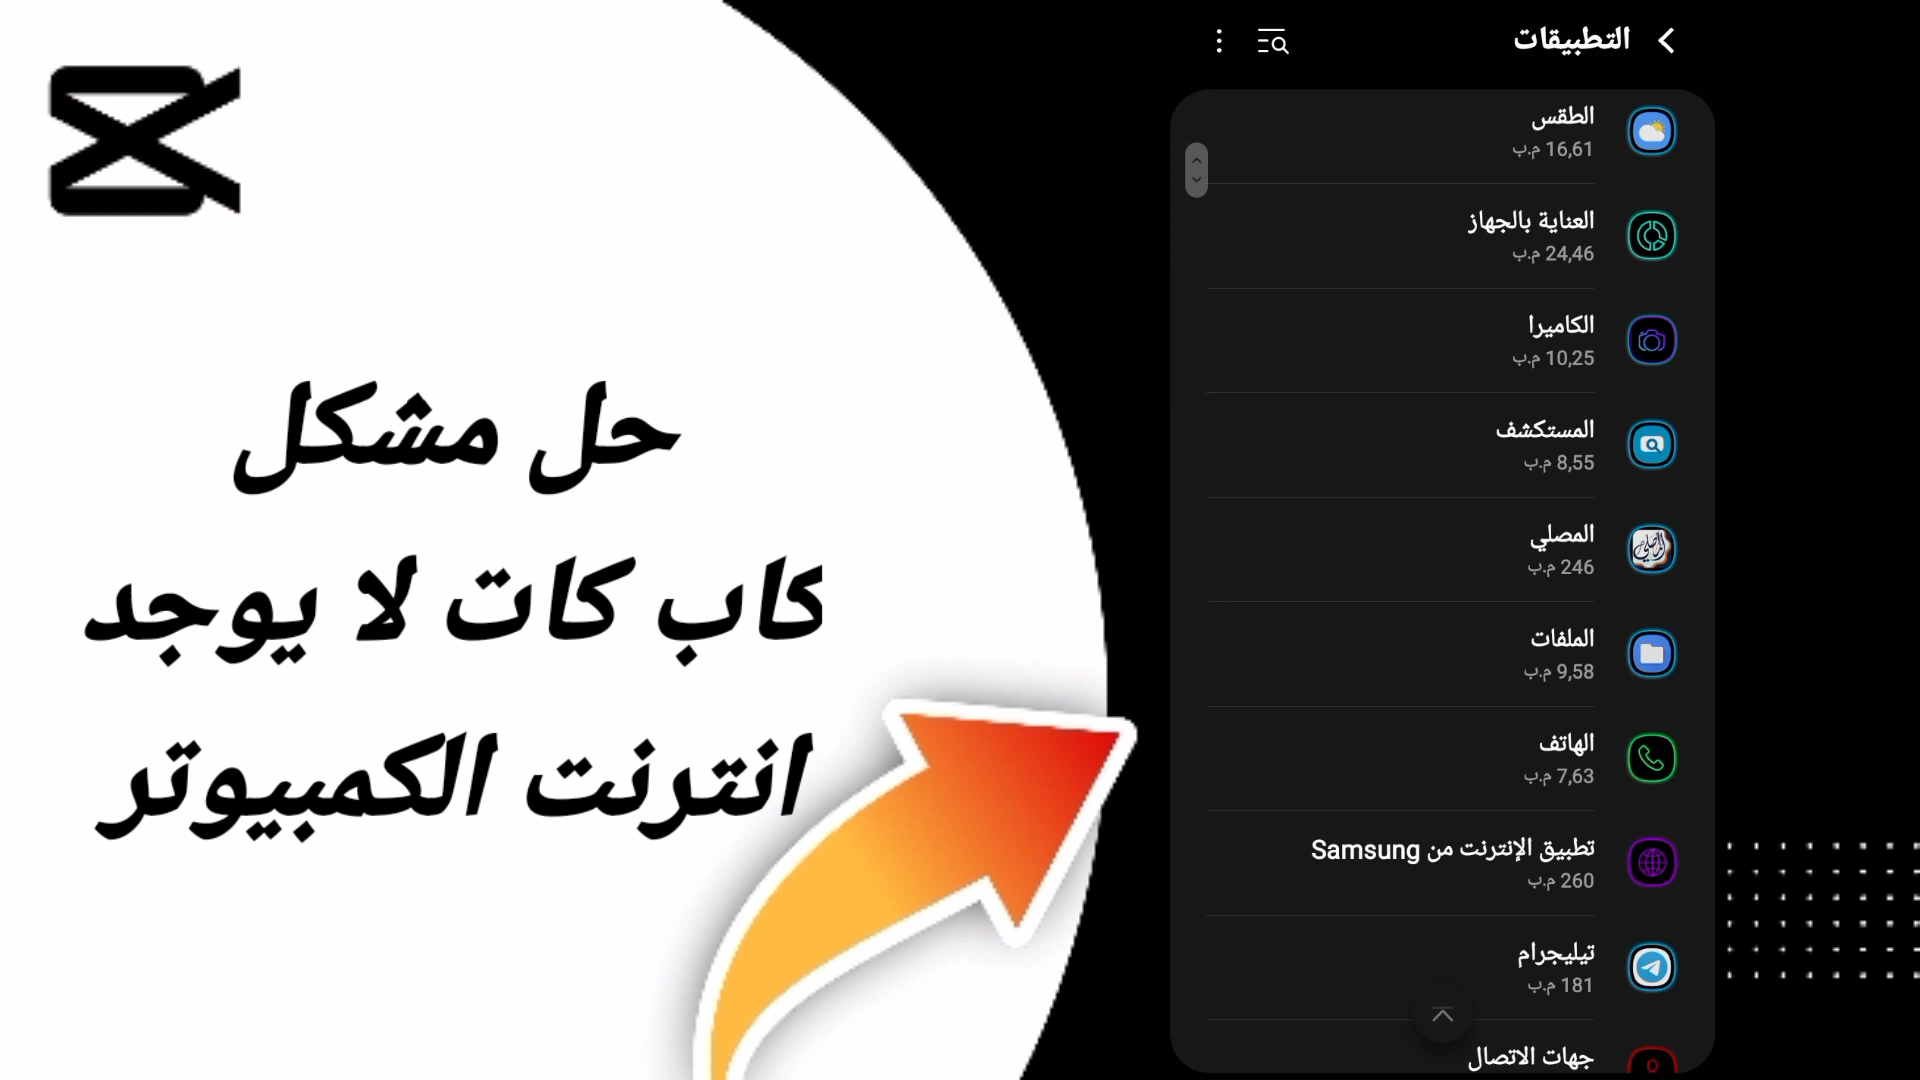 حل مشكل
كاب كات لا يوجد
انترنت الكمبيوتر
التطبيقات
الطقس
16,61 م.ب
العناية بالجهاز
24,46 م.ب
الكاميرا
10,25 م.ب
المستكشف
8,55 م.ب
المصلي
246 م.ب
الملفات
9,58 م.ب
الهاتف
7,63 م.ب
تطبيق الإنترنت من Samsung
260 م.ب
تيليجرام
181 م.ب
جهات الاتصال